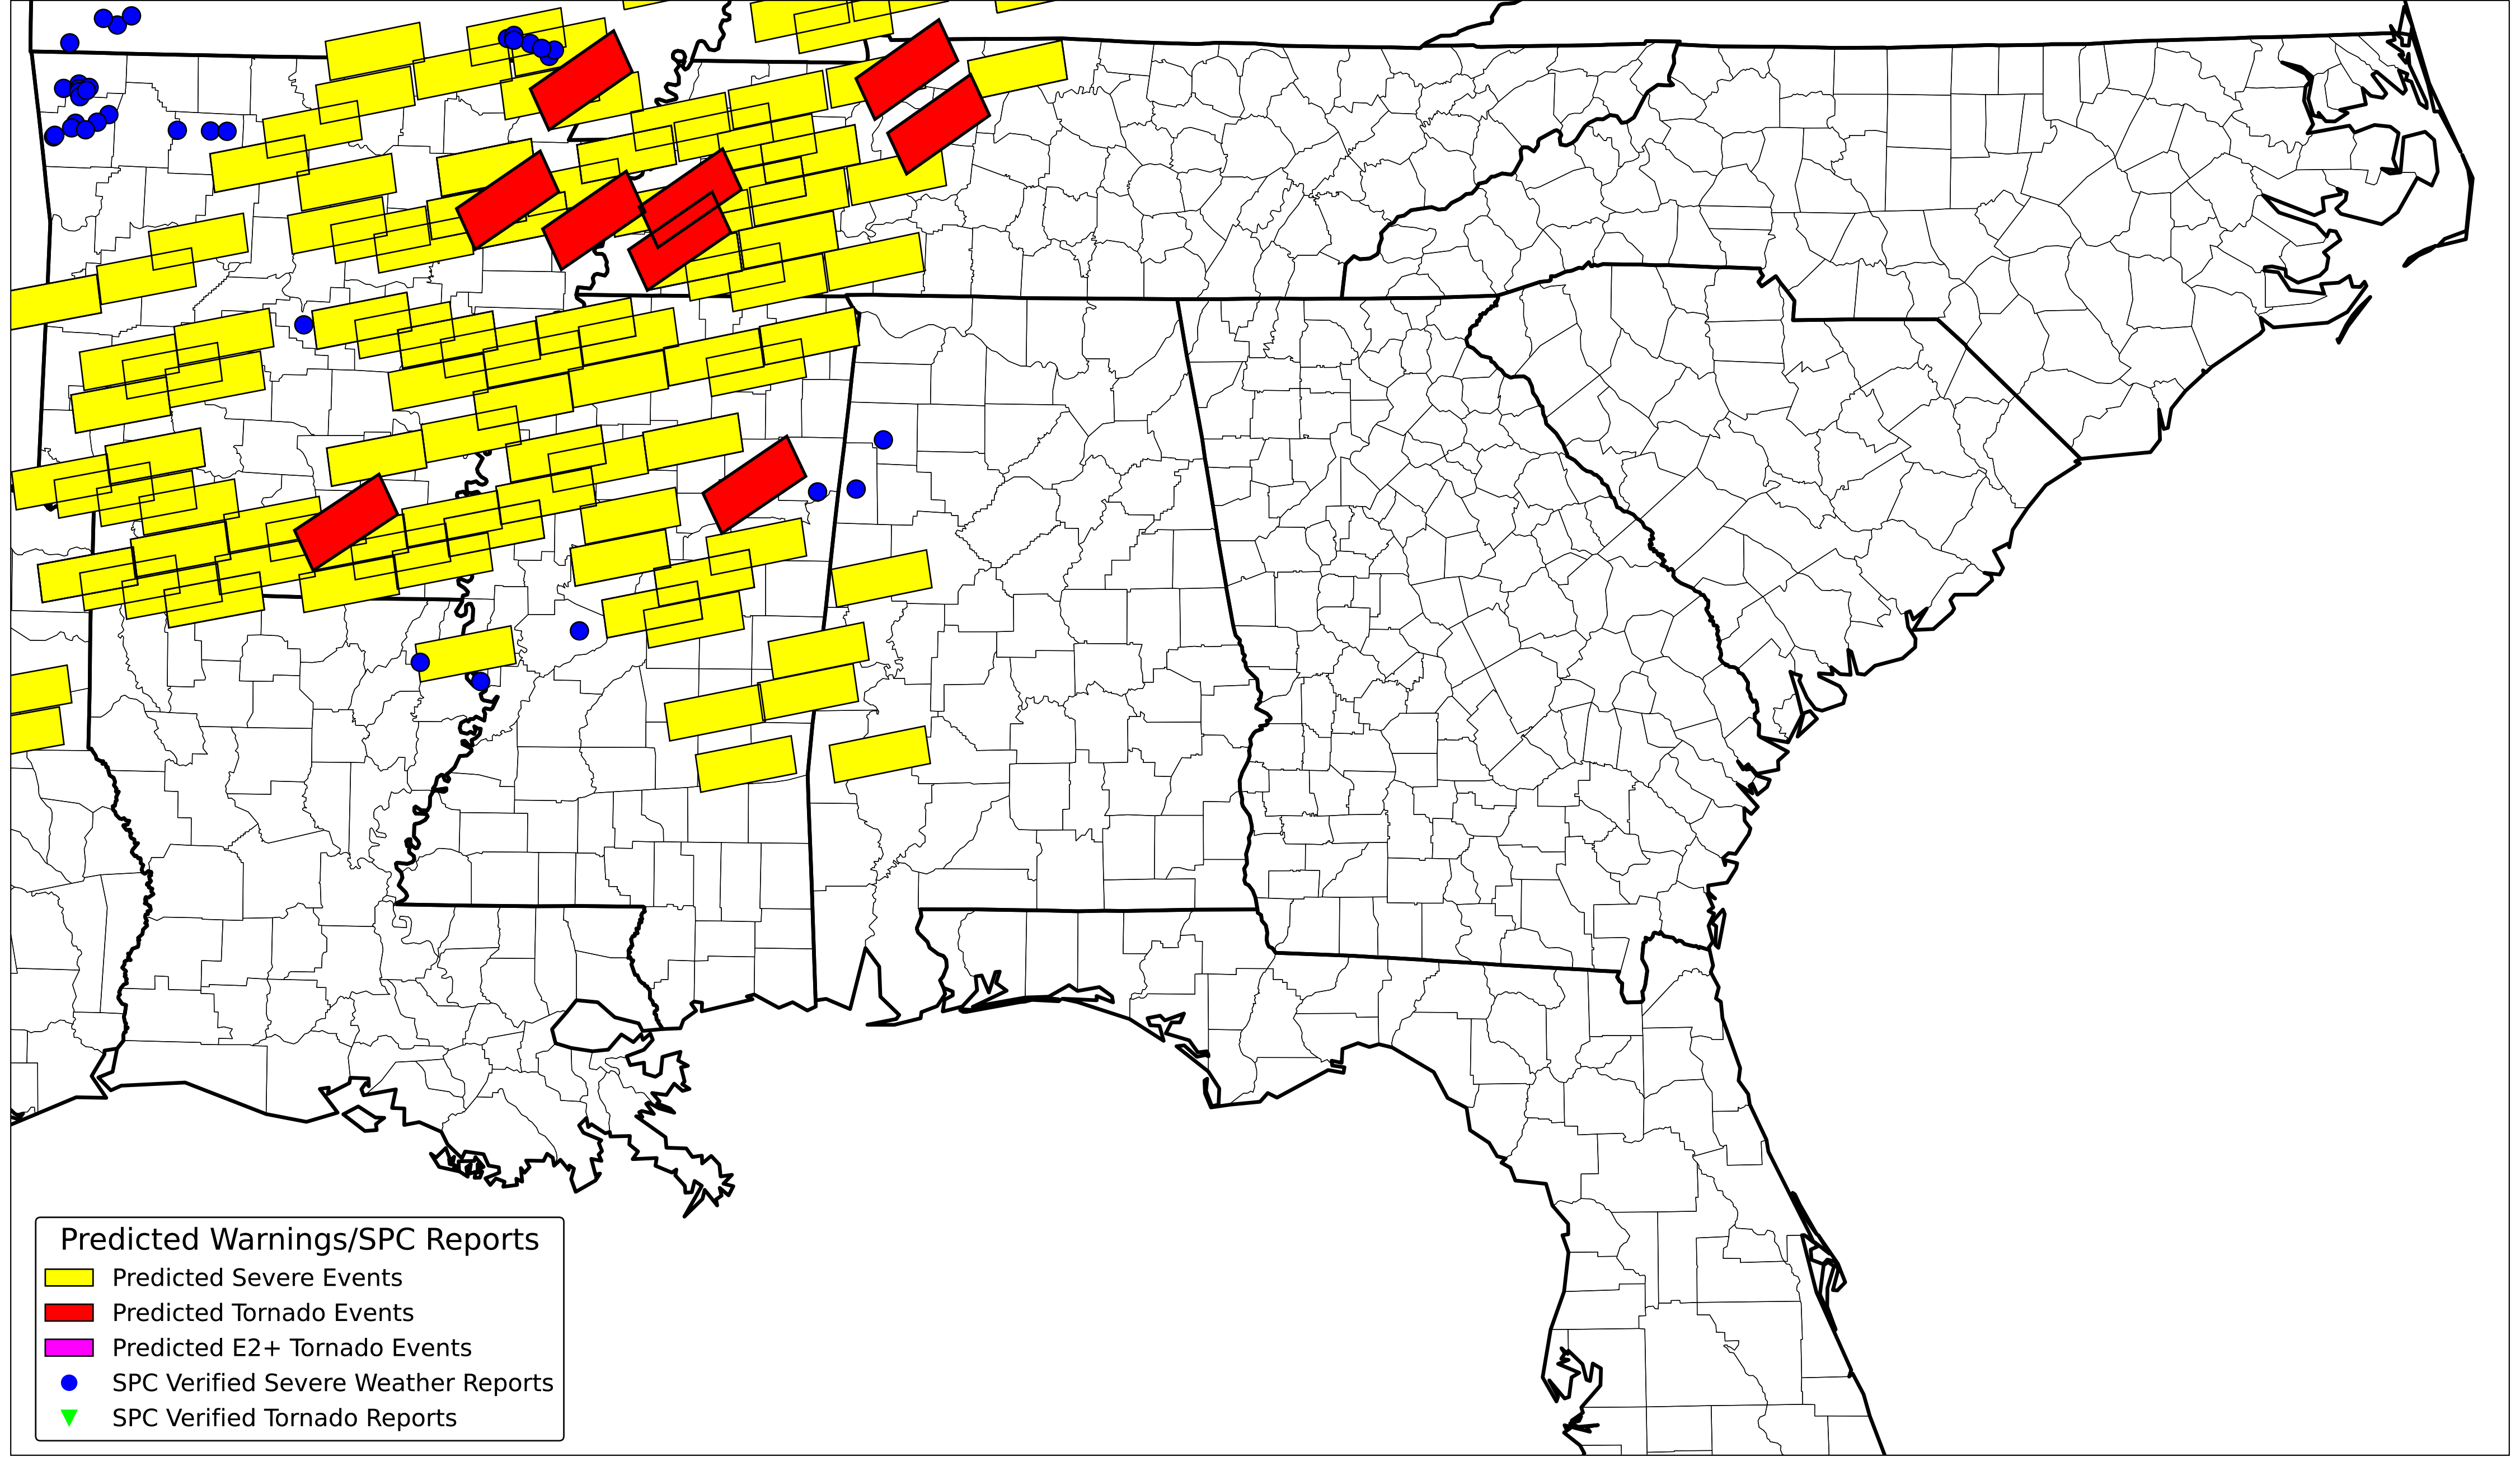 Predicted Warnings/SPC Reports
Predicted Severe Events
Predicted Tornado Events
Predicted E2+ Tornado Events
SPC Verified Severe Weather Reports
SPC Verified Tornado Reports